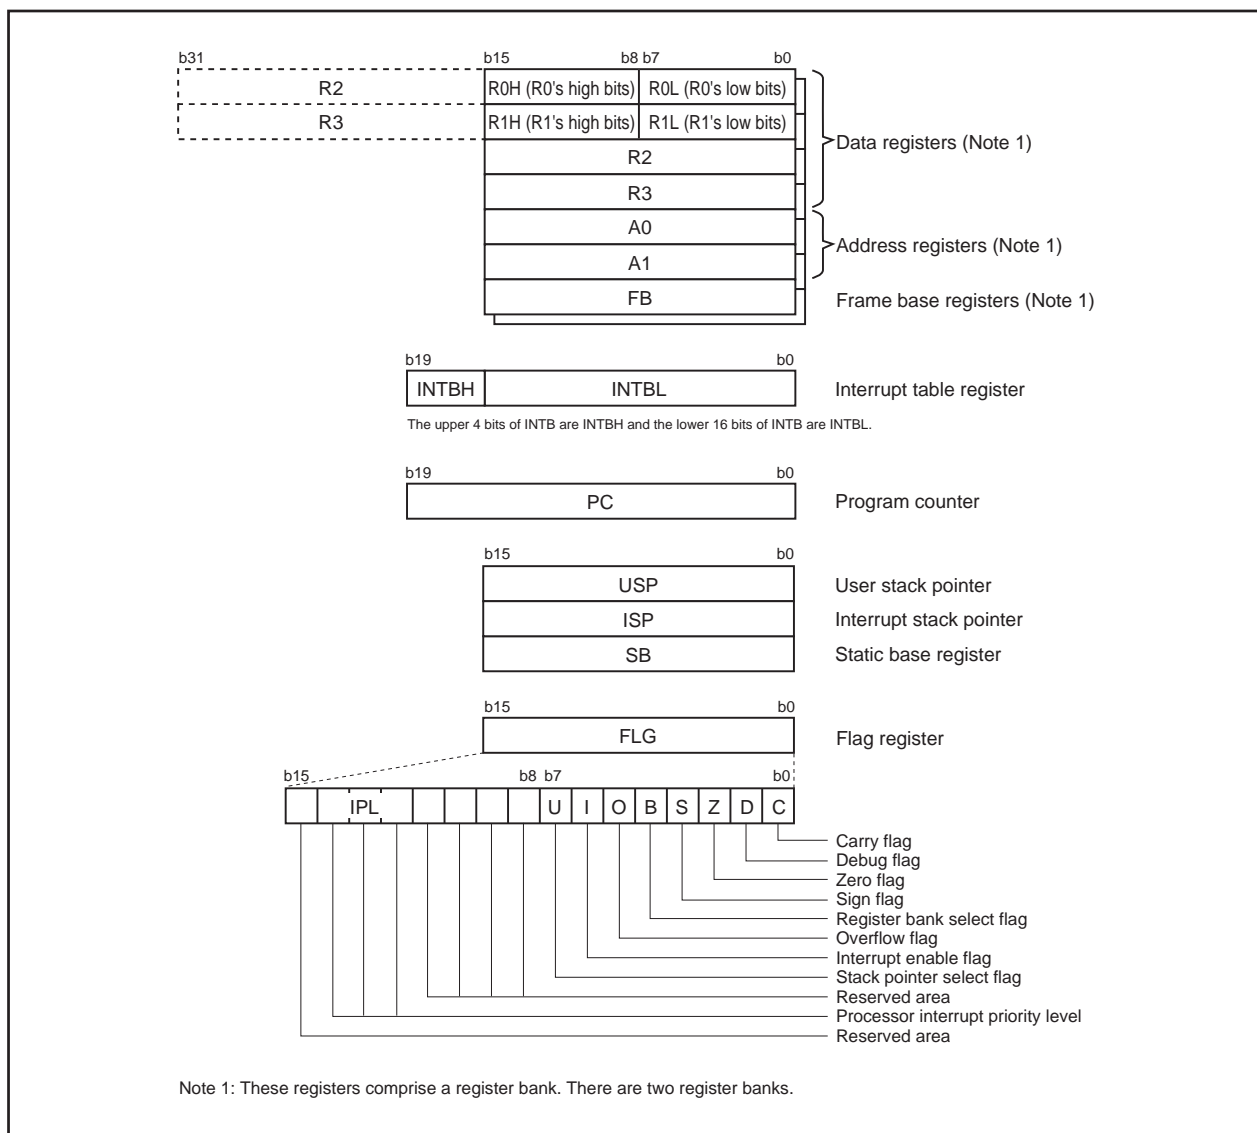 b31 b15 b8 b7 b0
R2 R0H (R0's high bits) R0L (R0's low bits)
R3 R1H (R1's high bits) R1L (R1's low bits)
Data registers (Note 1)
R2
R3
A0
Address registers (Note 1)
A1
FB Frame base registers (Note 1)
b19 b0
INTBH INTBL Interrupt table register
The upper 4 bits of INTB are INTBH and the lower 16 bits of INTB are INTBL.
b19 b0
PC Program counter
b15 b0
USP User stack pointer
ISP Interrupt stack pointer
SB Static base register
b15 b0
FLG Flag register
b15 b8 b7 b0
IPL U I O B S Z D C
Carry flag
Debug flag
Zero flag
Sign flag
Register bank select flag
Overflow flag
Interrupt enable flag
Stack pointer select flag
Reserved area
Processor interrupt priority level
Reserved area
Note 1: These registers comprise a register bank. There are two register banks.